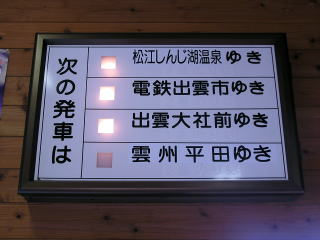 次の発車は
松江しんじ湖温泉ゆき
電鉄出雲市ゆき
出雲大社前ゆき
雲州平田ゆき